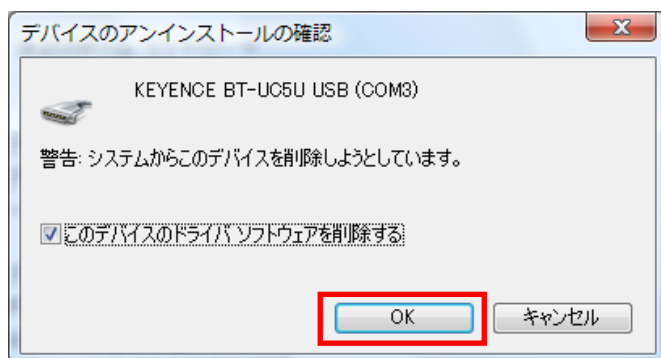 デバイスのアンインストールの確認
KEYENCE BT-UC5U USB (COM3)
警告: システムからこのデバイスを削除しようとしています。
このデバイスのドライバ ソフトウェアを削除する
OK
キャンセル